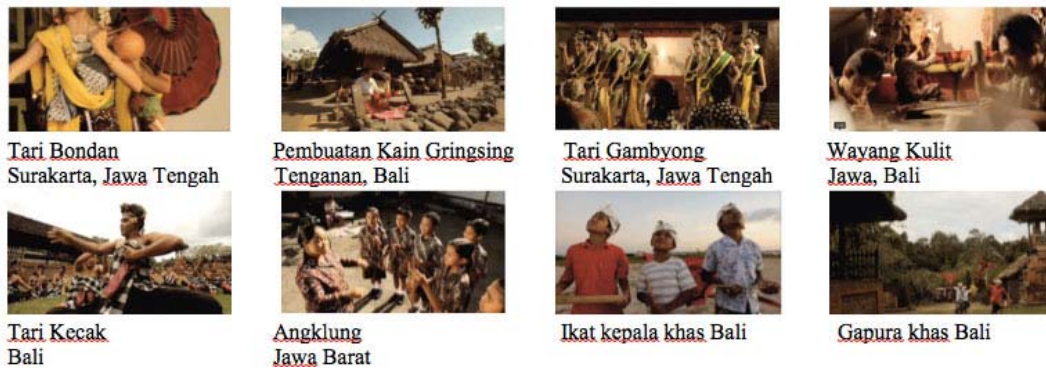 Tari Bondan
Surakarta, Jawa Tengah
Pembuatan Kain Gringsing
Tenganan, Bali
Tari Gambyong
Surakarta, Jawa Tengah
Wayang Kulit
Jawa, Bali
Tari Kecak
Bali
Angklung
Jawa Barat
Ikat kepala khas Bali
Gapura khas Bali